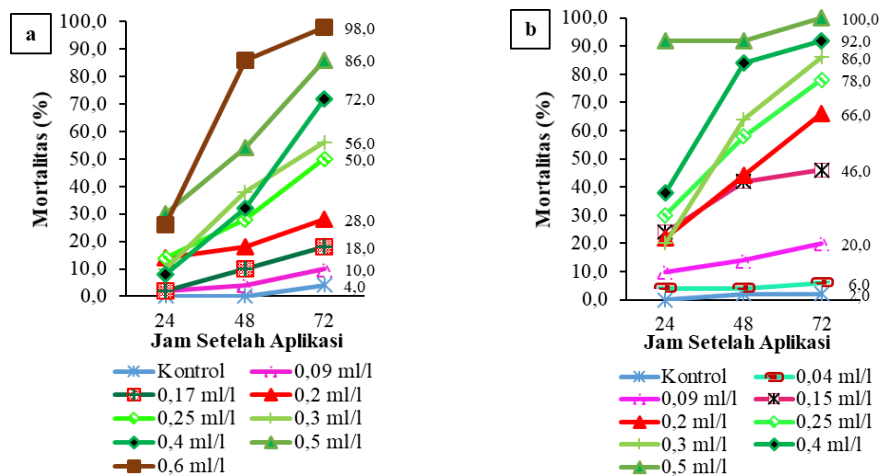 a
Mortalitas (%)
100,0
90,0
80,0
70,0
60,0
50,0
40,0
30,0
20,0
10,0
0,0
98,0
86,0
72,0
56,0
50,0
28,0
18,0
10,0
4,0
24 48 72
Jam Setelah Aplikasi
Kontrol 0,09 ml/l
0,17 ml/l 0,2 ml/l
0,25 ml/l 0,3 ml/l
0,4 ml/l 0,5 ml/l
0,6 ml/l
b
Mortalitas (%)
100,0
90,0
80,0
70,0
60,0
50,0
40,0
30,0
20,0
10,0
0,0
100,0
92,0
86,0
78,0
66,0
46,0
20,0
6,0
2,0
24 48 72
Jam Setelah Aplikasi
Kontrol 0,04 ml/l
0,09 ml/l 0,15 ml/l
0,2 ml/l 0,25 ml/l
0,3 ml/l 0,4 ml/l
0,5 ml/l